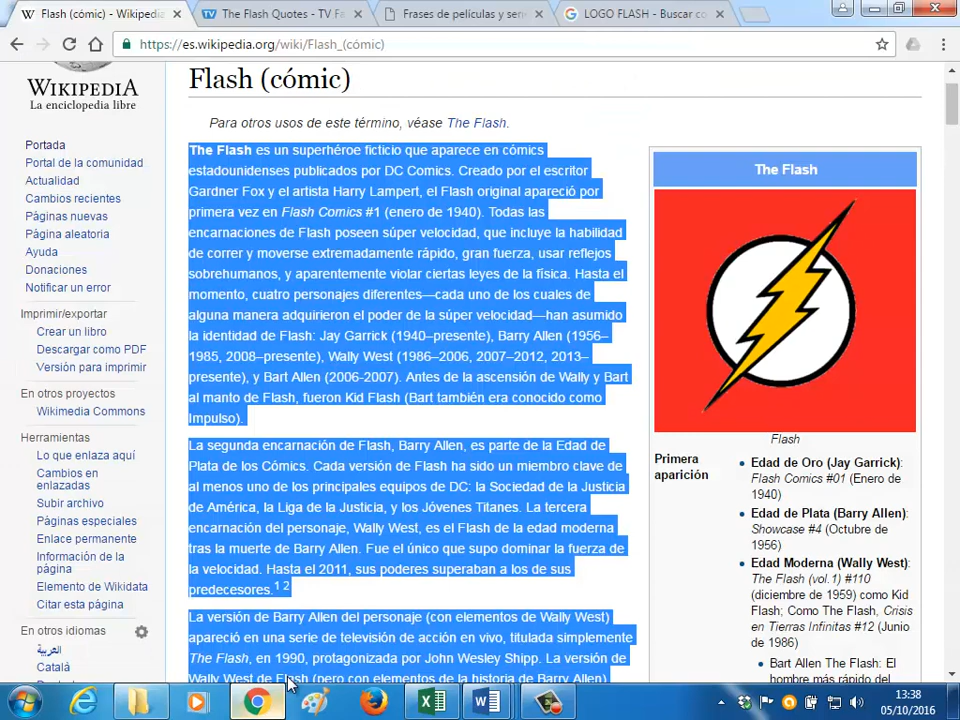 Flash (cómic) - Wikipedi
The Flash Quotes - TV Fa
Frases de películas y seri
LOGO FLASH - Buscar co
https://es.wikipedia.org/wiki/Flash_(cómic)
WIKIPEDIA
La enciclopedia libre
Portada
Portal de la comunidad
Actualidad
Cambios recientes
Páginas nuevas
Página aleatoria
Ayuda
Donaciones
Notificar un error
Imprimir/exportar
Crear un libro
Descargar como PDF
Versión para imprimir
En otros proyectos
Wikimedia Commons
Herramientas
Lo que enlaza aquí
Cambios en
enlazadas
Subir archivo
Páginas especiales
Enlace permanente
Información de la
página
Elemento de Wikidata
Citar esta página
En otros idiomas
العربية
Català
Flash (cómic)
Para otros usos de este término, véase The Flash.
The Flash es un superhéroe ficticio que aparece en cómics
estadounidenses publicados por DC Comics. Creado por el escritor
Gardner Fox y el artista Harry Lampert, el Flash original apareció por
primera vez en Flash Comics #1 (enero de 1940). Todas las
encarnaciones de Flash poseen súper velocidad, que incluye la habilidad
de correr y moverse extremadamente rápido, gran fuerza, usar reflejos
sobrehumanos, y aparentemente violar ciertas leyes de la física. Hasta el
momento, cuatro personajes diferentes—cada uno de los cuales de
alguna manera adquirieron el poder de la súper velocidad—han asumido
la identidad de Flash: Jay Garrick (1940–presente), Barry Allen (1956–
1985, 2008–presente), Wally West (1986–2006, 2007–2012, 2013–
presente), y Bart Allen (2006-2007). Antes de la ascensión de Wally y Bart
al manto de Flash, fueron Kid Flash (Bart también era conocido como
Impulso).
La segunda encarnación de Flash, Barry Allen, es parte de la Edad de
Plata de los Cómics. Cada versión de Flash ha sido un miembro clave de
al menos uno de los principales equipos de DC: la Sociedad de la Justicia
de América, la Liga de la Justicia, y los Jóvenes Titanes. La tercera
encarnación del personaje, Wally West, es el Flash de la edad moderna
tras la muerte de Barry Allen. Fue el único que supo dominar la fuerza de
la velocidad. Hasta el 2011, sus poderes superaban a los de sus
predecesores.1 2
La versión de Barry Allen del personaje (con elementos de Wally West)
apareció en una serie de televisión de acción en vivo, titulada simplemente
The Flash, en 1990, protagonizada por John Wesley Shipp. La versión de
Wally West de Flash (pero con elementos de la historia de Barry Allen)
The Flash
Flash
Primera
aparición
Edad de Oro (Jay Garrick):
Flash Comics #01 (Enero de
1940)
Edad de Plata (Barry Allen):
Showcase #4 (Octubre de
1956)
Edad Moderna (Wally West):
The Flash (vol.1) #110
(diciembre de 1959) como Kid
Flash; Como The Flash, Crisis
en Tierras Infinitas #12 (Junio
de 1986)
Bart Allen The Flash: El
hombre más rápido del
13:38
05/10/2016